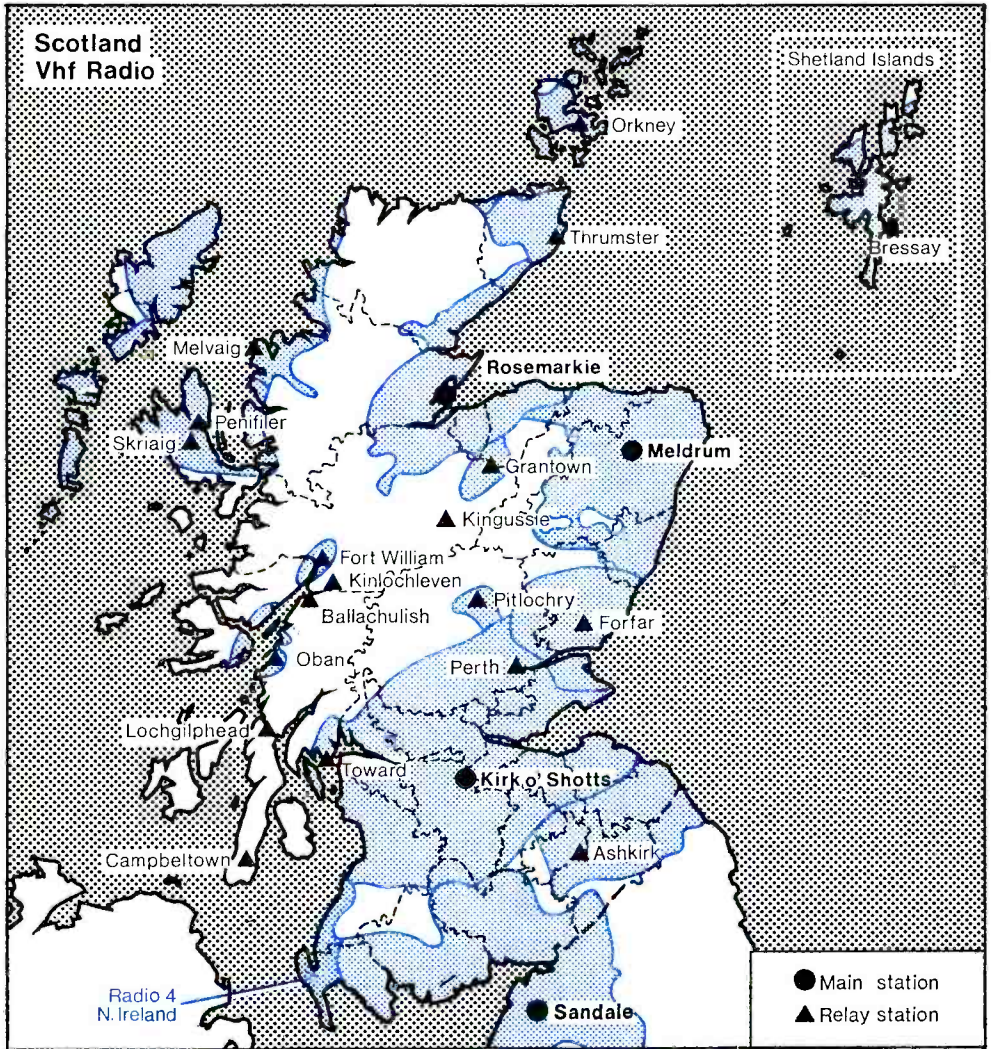 Scotland
Vhf Radio
Shetland Islands
Orkney
Thrumster
Bressay
Melvaig
Rosemarkie
Penifiler
Skriaig
Meldrum
Grantown
Kingussie
Fort William
Kinlochleven
Ballachulish
Pitlochry
Forfar
Oban
Perth
Lochgilphead
Toward
Kirk o' Shotts
Campbeltown
Ashkirk
Radio 4
N. Ireland
Sandale
Main station
Relay station